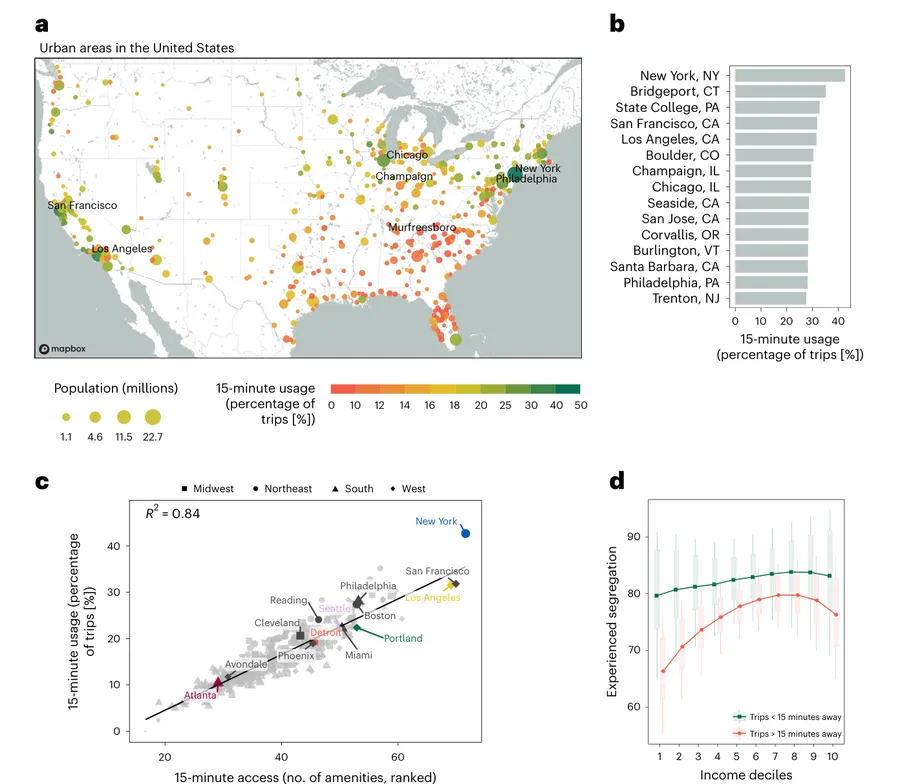 a
Urban areas in the United States
Chicago
New York
Champaign
Philadelphia
San Francisco
Murfreesboro
Los Angeles
mapbox
Population (millions)
1.1 4.6 11.5 22.7
15-minute usage
(percentage of
trips [%])
0 10 12 14 16 18 20 25 30 40 50
b
New York, NY
Bridgeport, CT
State College, PA
San Francisco, CA
Los Angeles, CA
Boulder, CO
Champaign, IL
Chicago, IL
Seaside, CA
San Jose, CA
Corvallis, OR
Burlington, VT
Santa Barbara, CA
Philadelphia, PA
Trenton, NJ
0 10 20 30 40
15-minute usage
(percentage of trips [%])
c
Midwest Northeast South West
R² = 0.84
New York
San Francisco
Philadelphia
Los Angeles
Reading
Seattle
Boston
Cleveland
Detroit
Portland
Phoenix
Miami
Avondale
Atlanta
15-minute usage (percentage
of trips [%])
40
30
20
10
0
20 40 60
15-minute access (no. of amenities, ranked)
d
Experienced segregation
90
80
70
60
Trips < 15 minutes away
Trips > 15 minutes away
1 2 3 4 5 6 7 8 9 10
Income deciles